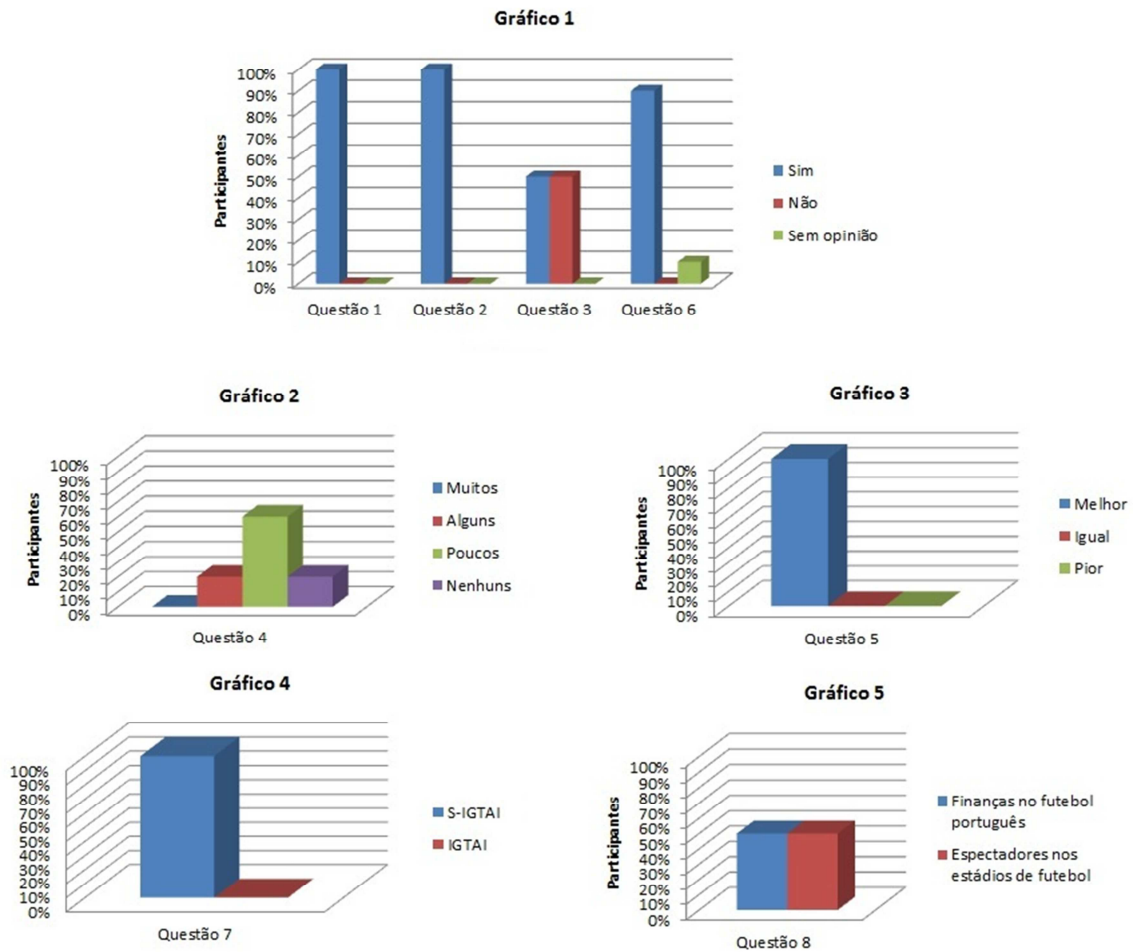 Gráfico 1
100%
90%
80%
70%
60%
50%
40%
30%
20%
10%
0%
Participantes
Questão 1 Questão 2 Questão 3 Questão 6
Sim
Não
Sem opinião
Gráfico 2
100%
90%
80%
70%
60%
50%
40%
30%
20%
10%
0%
Participantes
Questão 4
Muitos
Alguns
Poucos
Nenhuns
Gráfico 3
100%
90%
80%
70%
60%
50%
40%
30%
20%
10%
0%
Participantes
Questão 5
Melhor
Igual
Pior
Gráfico 4
100%
90%
80%
70%
60%
50%
40%
30%
20%
10%
0%
Questão 7
S-IGTAI
IGTAI
Gráfico 5
100%
90%
80%
70%
60%
50%
40%
30%
20%
10%
0%
Participantes
Questão 8
Finanças no futebol
português
Espectadores nos
estádios de futebol